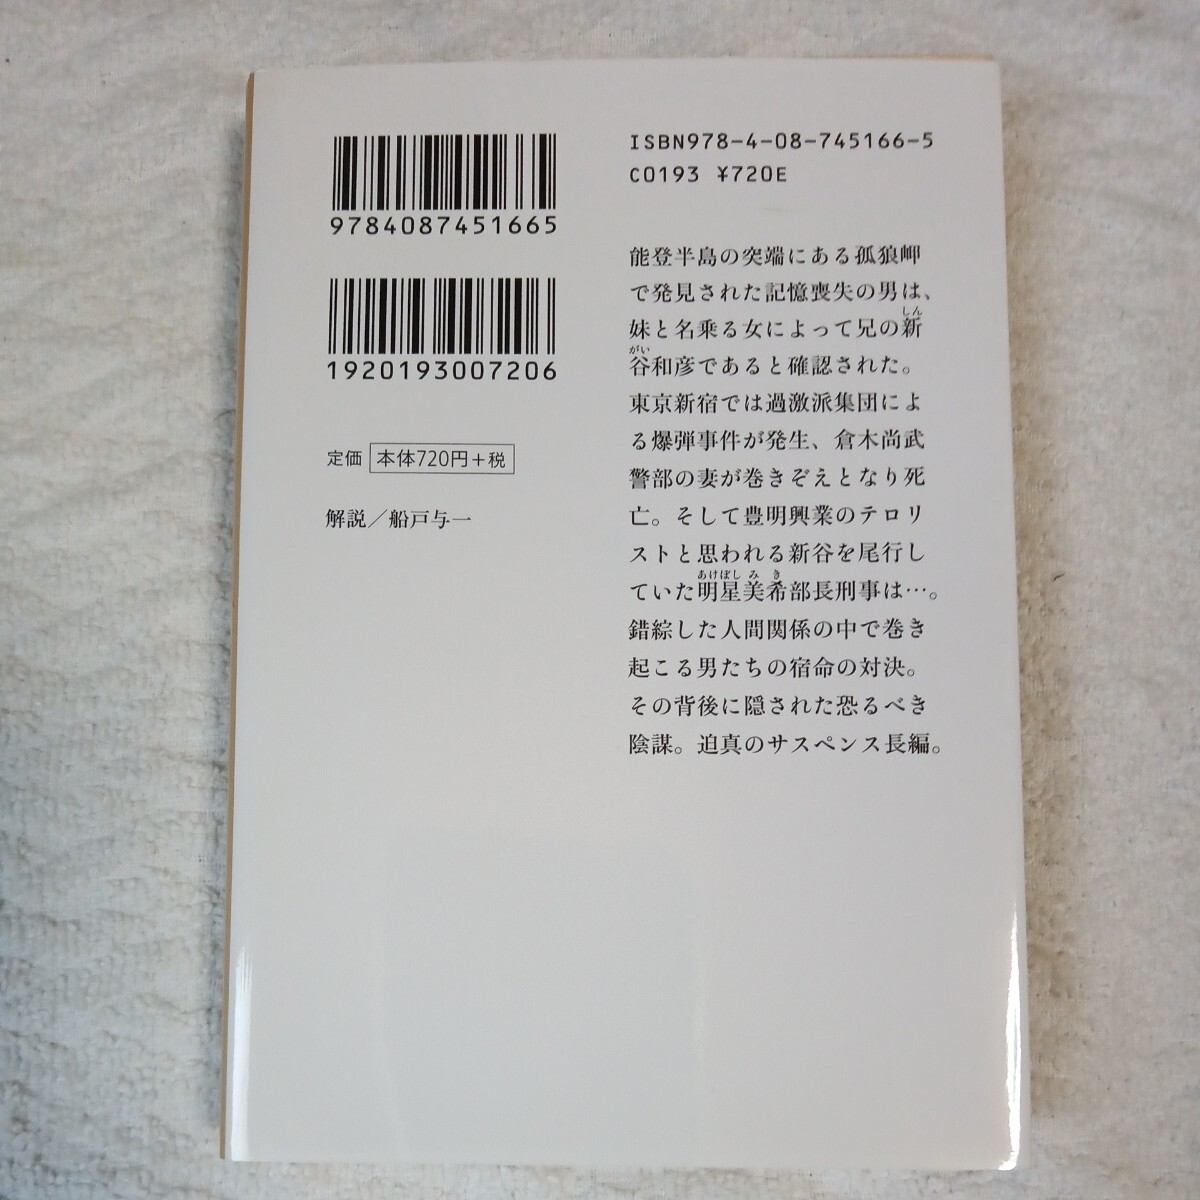 9784087451665
1920193007206
定価 本体720円+税
解説／船戸与一
ISBN978-4-08-745166-5
C0193 ¥720E
能登半島の突端にある孤狼岬
で発見された記憶喪失の男は、
妹と名乗る女によって兄の新
しん
谷和彦であると確認された。
がい
東京新宿では過激派集団によ
る爆弾事件が発生、倉木尚武
警部の妻が巻きぞえとなり死
亡。そして豊明興業のテロリ
ストと思われる新谷を尾行し
ていた明星美希部長刑事は…。
あけぼし み き
錯綜した人間関係の中で巻き
起こる男たちの宿命の対決。
その背後に隠された恐るべき
陰謀。迫真のサスペンス長編。